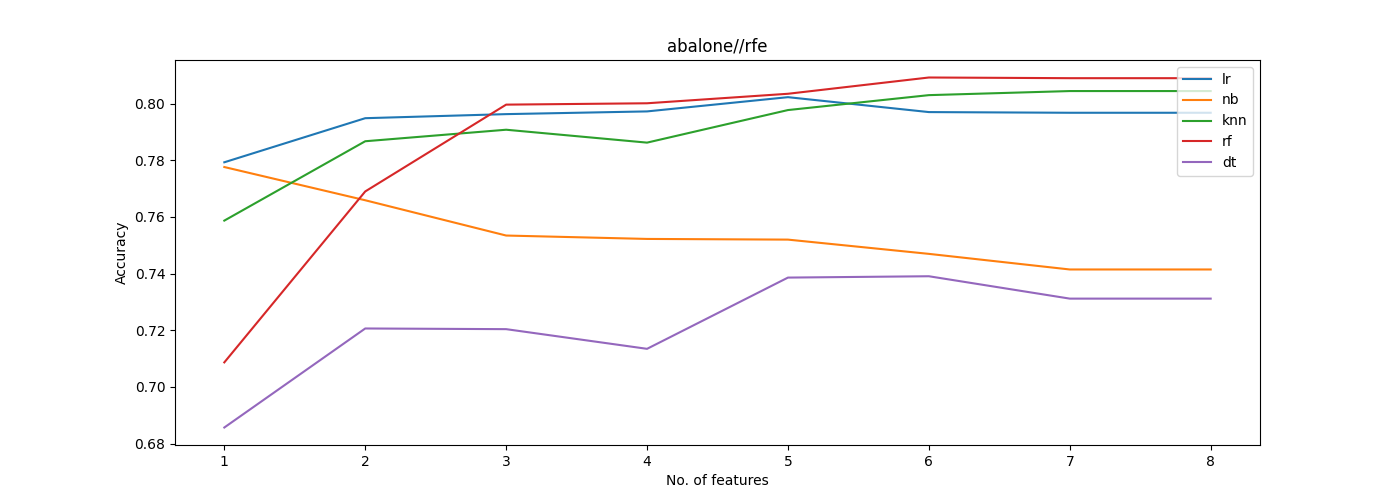 abalone//rfe
Accuracy
0.80
0.78
0.76
0.74
0.72
0.70
0.68
1 2 3 4 5 6 7 8
No. of features
lr
nb
knn
rf
dt